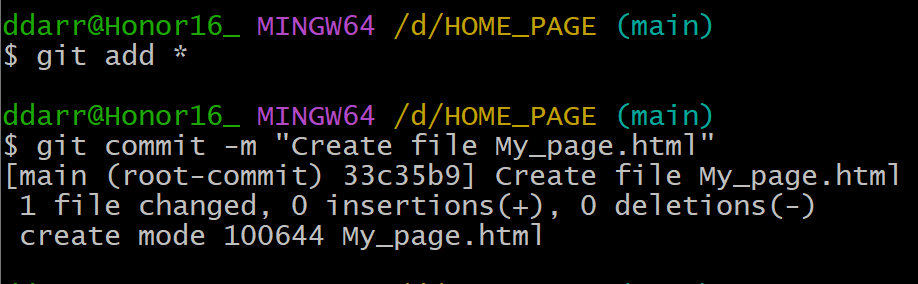 ddarr@Honor16_ MINGW64 /d/HOME_PAGE (main)
$ git add *
ddarr@Honor16_ MINGW64 /d/HOME_PAGE (main)
$ git commit -m "Create file My_page.html"
[main (root-commit) 33c35b9] Create file My_page.html
 1 file changed, 0 insertions(+), 0 deletions(-)
 create mode 100644 My_page.html